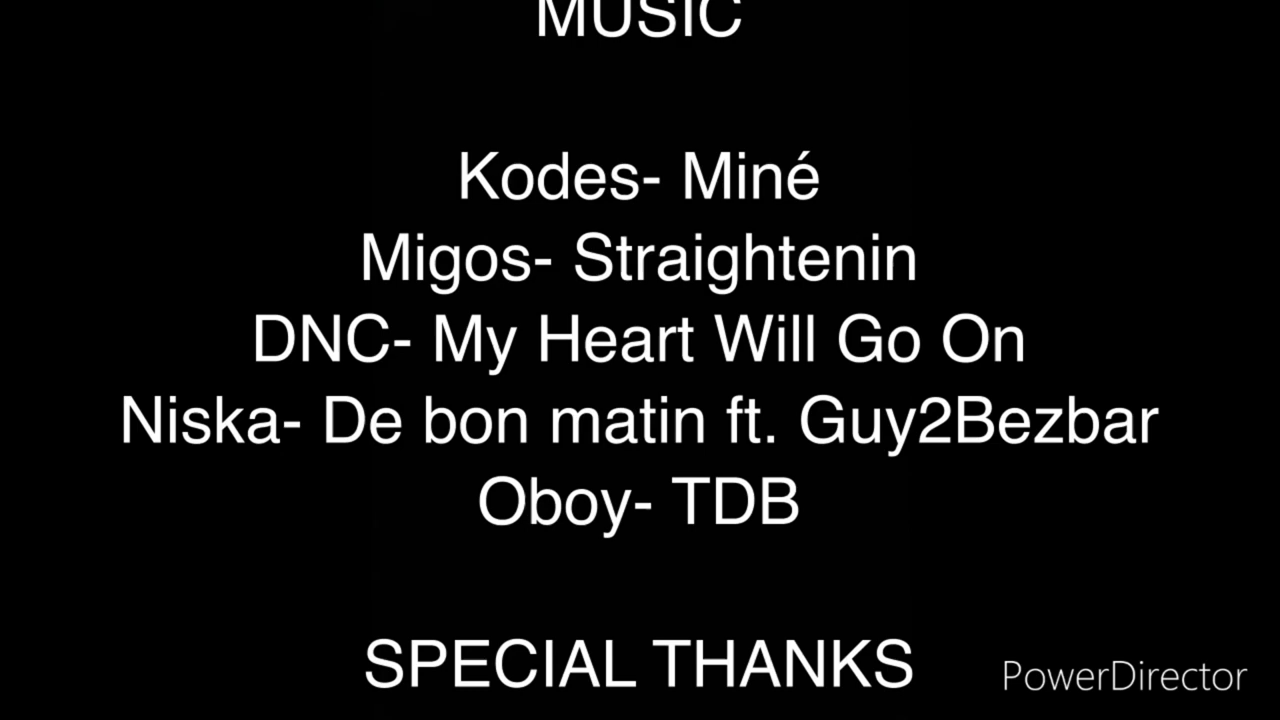 MUSIC
Kodes- Miné
Migos- Straightenin
DNC- My Heart Will Go On
Niska- De bon matin ft. Guy2Bezbar
Oboy- TDB
SPECIAL THANKS
PowerDirector